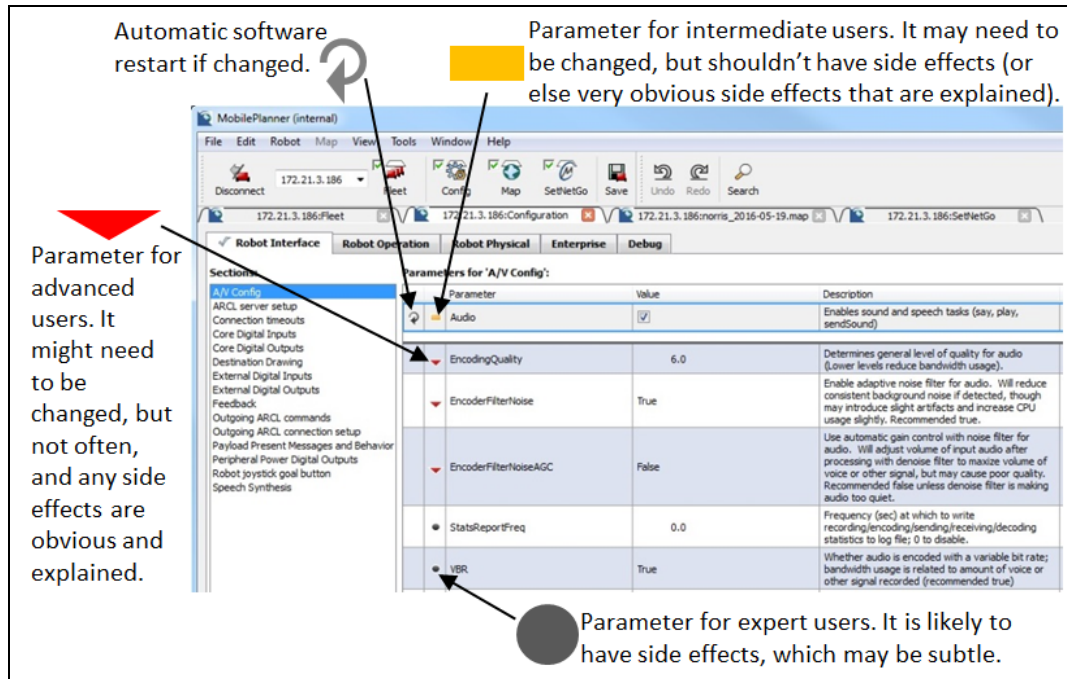 Automatic software
restart if changed.
Parameter for intermediate users. It may need to
be changed, but shouldn’t have side effects (or
else very obvious side effects that are explained).
MobilePlanner (internal)
File Edit Robot Map View Tools Window Help
Disconnect 172.21.3.186 Fleet Config Map SetNetGo Save Undo Redo Search
172.21.3.186:Fleet 172.21.3.186:Configuration 172.21.3.186:norris_2016-05-19.map 172.21.3.186:SetNetGo
Robot Interface Robot Operation Robot Physical Enterprise Debug
Parameter for
advanced
users. It
might need
to be
changed, but
not often,
and any side
effects are
obvious and
explained.
Sections:
A/V Config
ARCL server setup
Connection timeouts
Core Digital Inputs
Core Digital Outputs
Destination Drawing
External Digital Inputs
External Digital Outputs
Feedback
Outgoing ARCL commands
Outgoing ARCL connection setup
Payload Present Messages and Behavior
Peripheral Power Digital Outputs
Robot joystick goal button
Speech Synthesis
Parameters for 'A/V Config':
Parameter Value Description
Audio
Enables sound and speech tasks (say, play,
sendSound)
EncodingQuality 6.0
Determines general level of quality for audio
(Lower levels reduce bandwidth usage).
EncoderFilterNoise True
Enable adaptive noise filter for audio. Will reduce
consistent background noise if detected, though
may introduce slight artifacts and increase CPU
usage slightly. Recommended true.
EncoderFilterNoiseAGC False
Use automatic gain control with noise filter for
audio. Will adjust volume of input audio after
processing with denoise filter to maxize volume of
voice or other signal, but may cause poor quality.
Recommended false unless denoise filter is making
audio too quiet.
StatsReportFreq 0.0
Frequency (sec) at which to write
recording/encoding/sending/receiving/decoding
statistics to log file; 0 to disable.
VBR True
Whether audio is encoded with a variable bit rate;
bandwidth usage is related to amount of voice or
other signal recorded (recommended true)
Parameter for expert users. It is likely to
have side effects, which may be subtle.